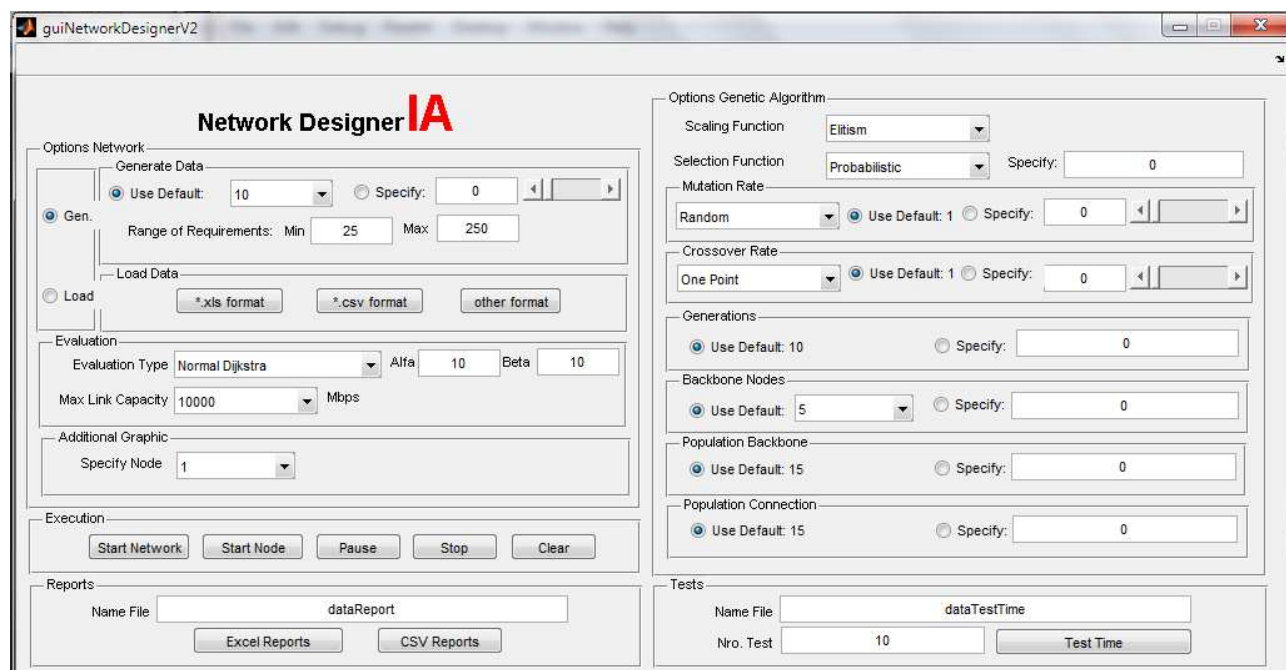 guiNetworkDesignerV2
Network Designer IA
Options Network
Generate Data
Gen.
Use Default: 10 Specify: 0
Range of Requirements: Min 25 Max 250
Load Data
Load
*.xls format *.csv format other format
Evaluation
Evaluation Type Normal Dijkstra Alfa 10 Beta 10
Max Link Capacity 10000 Mbps
Additional Graphic
Specify Node 1
Execution
Start Network Start Node Pause Stop Clear
Reports
Name File dataReport
Excel Reports CSV Reports
Options Genetic Algorithm
Scaling Function Elitism
Selection Function Probabilistic Specify: 0
Mutation Rate
Random Use Default: 1 Specify: 0
Crossover Rate
One Point Use Default: 1 Specify: 0
Generations
Use Default: 10 Specify: 0
Backbone Nodes
Use Default: 5 Specify: 0
Population Backbone
Use Default: 15 Specify: 0
Population Connection
Use Default: 15 Specify: 0
Tests
Name File dataTestTime
Nro. Test 10 Test Time